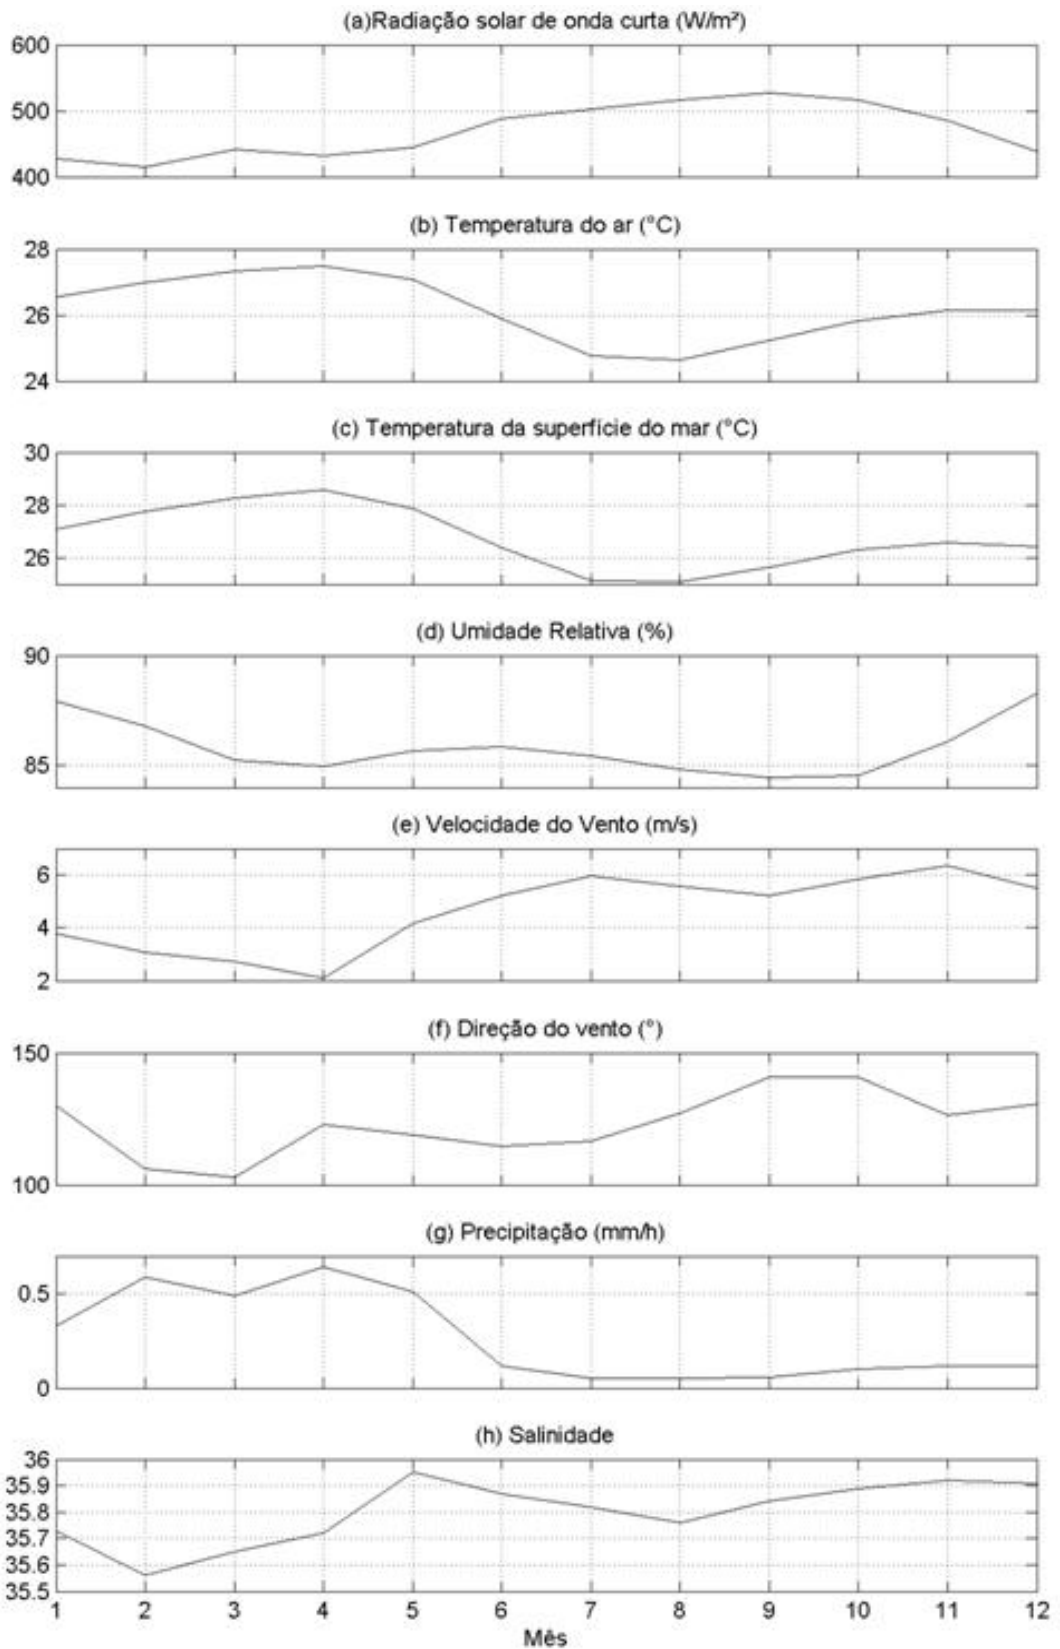 (a)Radiação solar de onda curta (W/m²)
600
500
400
(b) Temperatura do ar (°C)
28
26
24
(c) Temperatura da superfície do mar (°C)
30
28
26
(d) Umidade Relativa (%)
90
85
(e) Velocidade do Vento (m/s)
6
4
2
(f) Direção do vento (°)
150
100
(g) Precipitação (mm/h)
0.5
0
(h) Salinidade
36
35.9
35.8
35.7
35.6
35.5
1 2 3 4 5 6 7 8 9 10 11 12
Mês